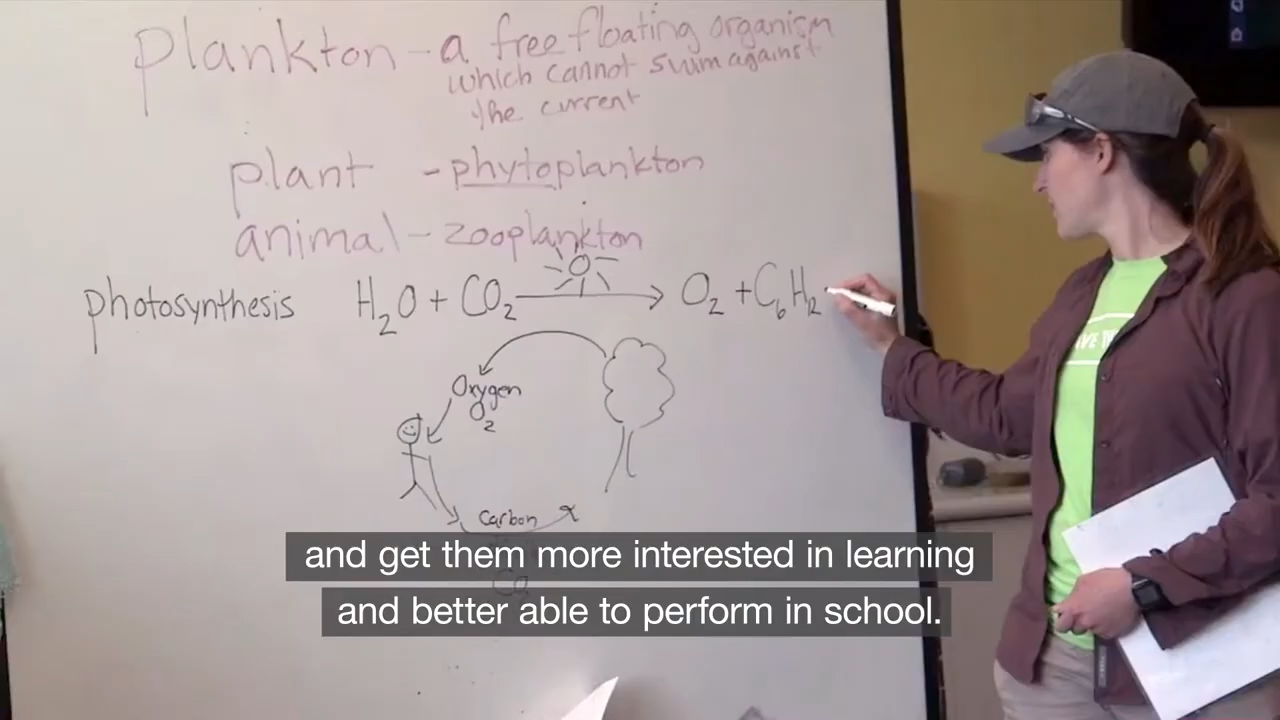 plankton - a free floating organism
which cannot swim against
the current
plant - phytoplankton
animal - zooplankton
photosynthesis H₂O + CO₂ → O₂ + C₆H₁₂
Oxygen
O₂
Carbon
and get them more interested in learning
and better able to perform in school.